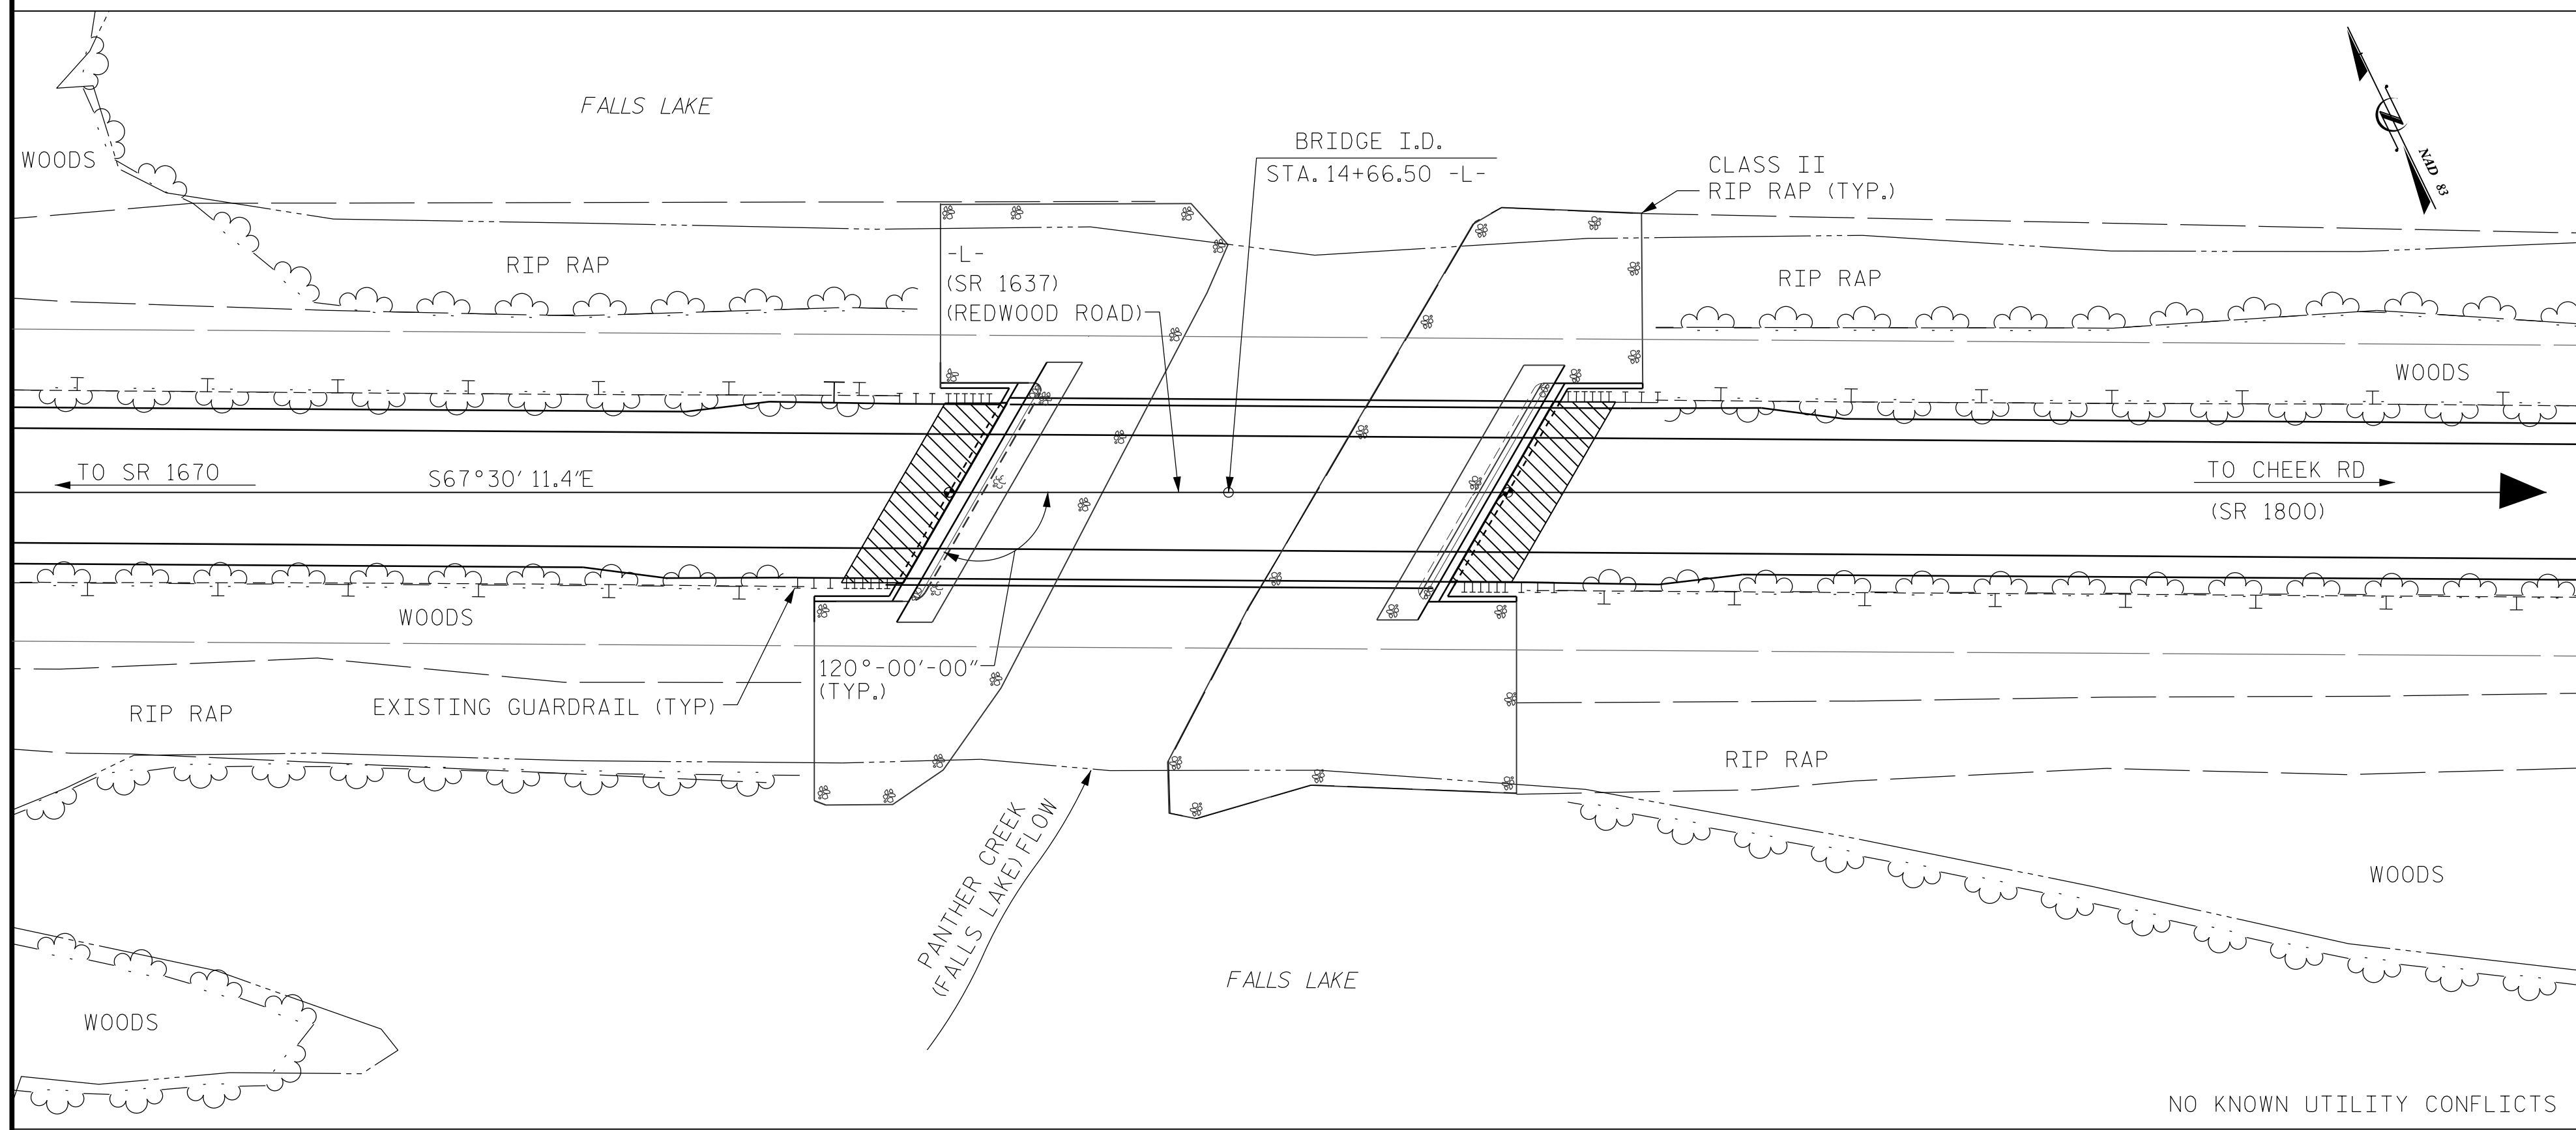 FALLS LAKE
WOODS
BRIDGE I.D.
STA. 14+66.50 -L-
CLASS II
RIP RAP (TYP.)
NAD 83
-L-
(SR 1637)
(REDWOOD ROAD)
RIP RAP
RIP RAP
WOODS
TO SR 1670
S67°30'11.4"E
TO CHEEK RD
(SR 1800)
WOODS
120°-00'-00"
(TYP.)
EXISTING GUARDRAIL (TYP)
RIP RAP
RIP RAP
PANTHER CREEK
(FALLS LAKE) FLOW
WOODS
FALLS LAKE
WOODS
NO KNOWN UTILITY CONFLICTS